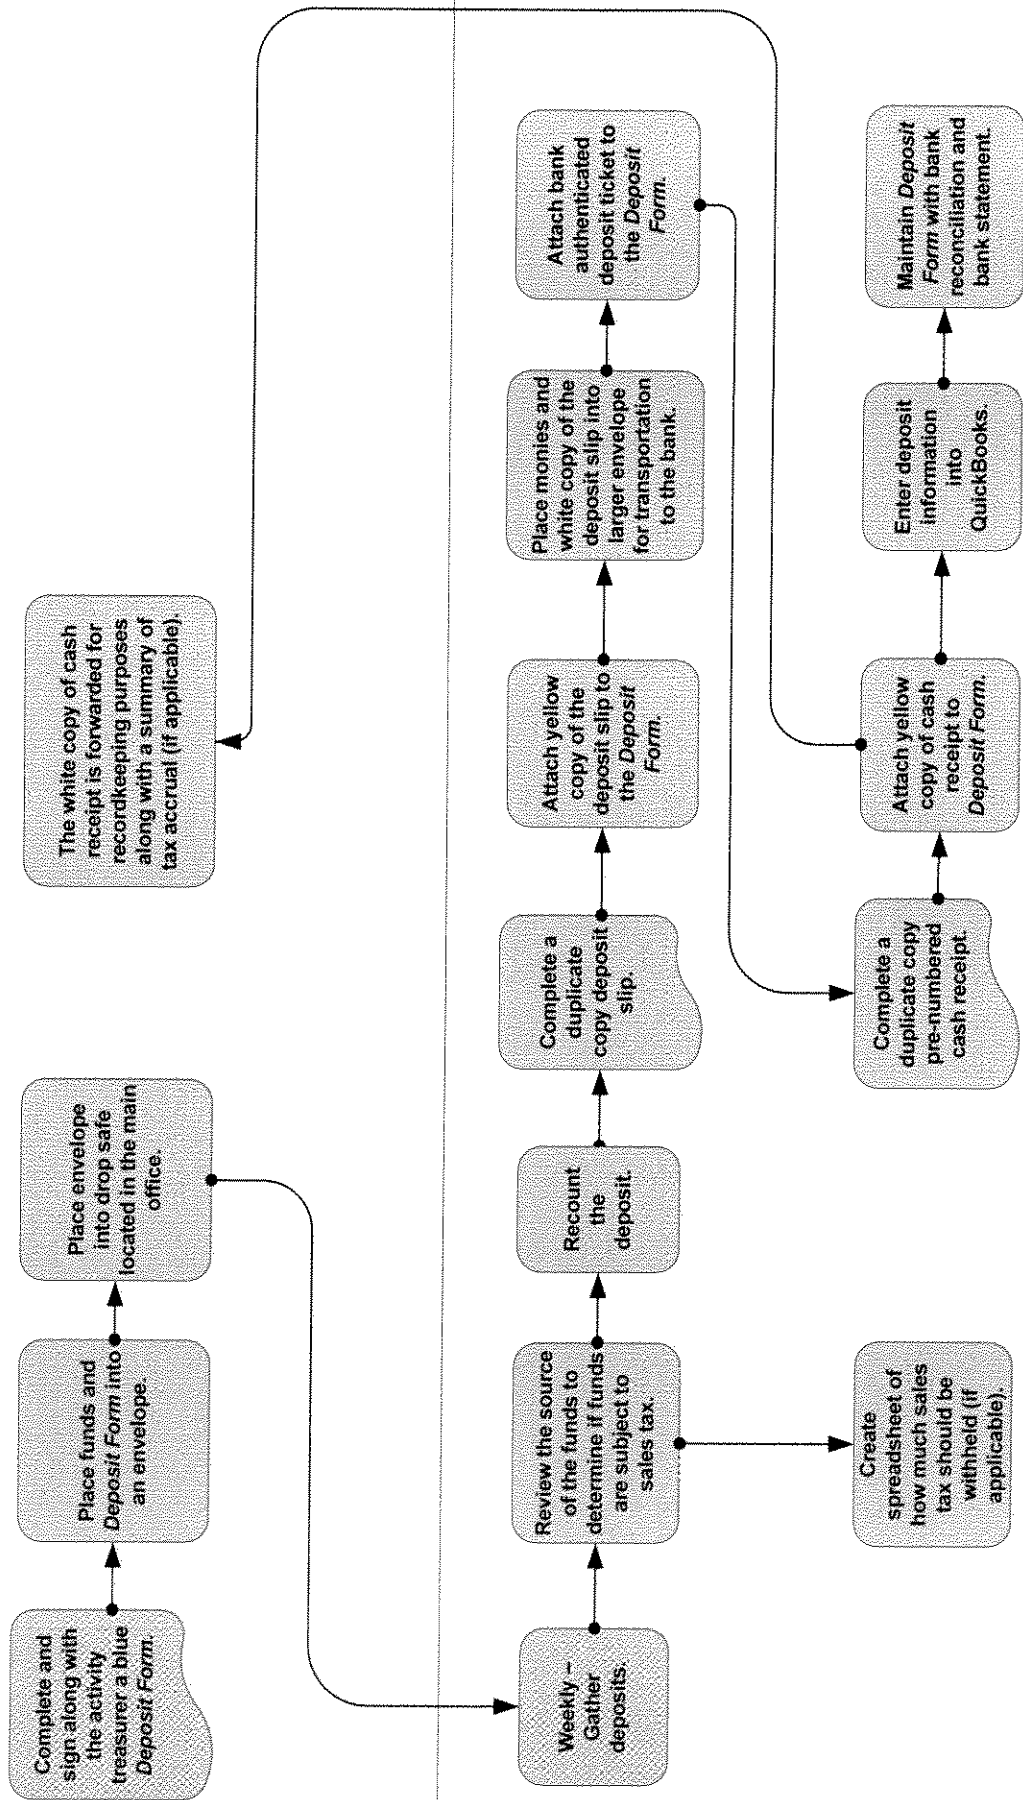 Complete and
sign along with
the activity
treasurer a blue
Deposit Form.
Place funds and
Deposit Form into
an envelope.
Place envelope
into drop safe
located in the main
office.
The white copy of cash
receipt is forwarded for
recordkeeping purposes
along with a summary of
tax accrual (if applicable).
Weekly –
Gather
deposits.
Review the source
of the funds to
determine if funds
are subject to
sales tax.
Recount
the
deposit.
Complete a
duplicate
copy deposit
slip.
Attach yellow
copy of the
deposit slip to
the Deposit
Form.
Place monies and
white copy of the
deposit slip into
larger envelope
for transportation
to the bank.
Attach bank
authenticated
deposit ticket to
the Deposit
Form.
Create
spreadsheet of
how much sales
tax should be
withheld (if
applicable).
Complete a
duplicate copy
pre-numbered
cash receipt.
Attach yellow
copy of cash
receipt to
Deposit Form.
Enter deposit
information
into
QuickBooks.
Maintain Deposit
Form with bank
reconciliation and
bank statement.